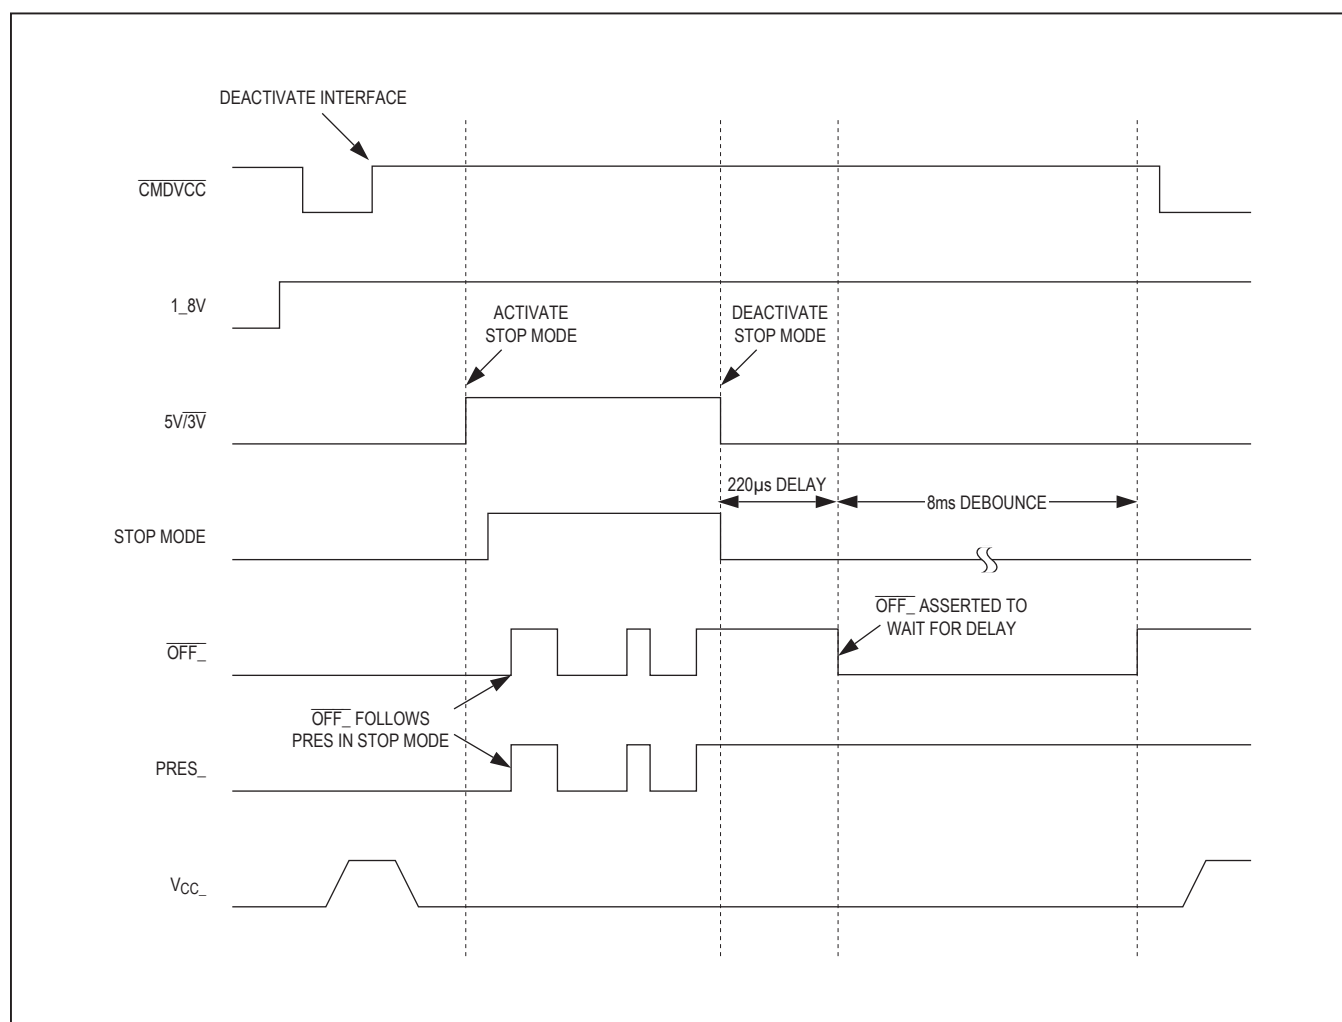 DEACTIVATE INTERFACE
CMDVCC
1_8V
ACTIVATE
STOP MODE
DEACTIVATE
STOP MODE
5V/3V
220µs DELAY
8ms DEBOUNCE
STOP MODE
OFF_ ASSERTED TO
WAIT FOR DELAY
OFF_
OFF_ FOLLOWS
PRES IN STOP MODE
PRES_
VCC_